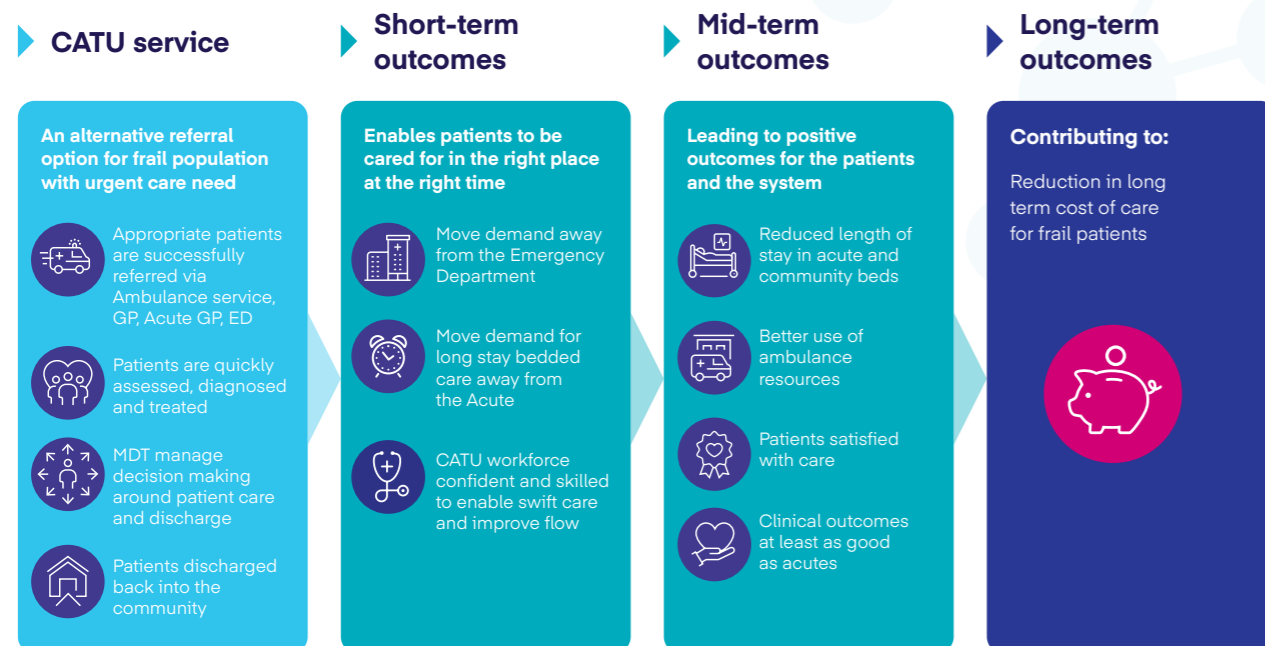 CATU service
An alternative referral
option for frail population
with urgent care need
Appropriate patients
are successfully
referred via
Ambulance service,
GP, Acute GP, ED
Patients are quickly
assessed, diagnosed
and treated
MDT manage
decision making
around patient care
and discharge
Patients discharged
back into the
community
Short-term
outcomes
Enables patients to be
cared for in the right place
at the right time
Move demand away
from the Emergency
Department
Move demand for
long stay bedded
care away from
the Acute
CATU workforce
confident and skilled
to enable swift care
and improve flow
Mid-term
outcomes
Leading to positive
outcomes for the patients
and the system
Reduced length of
stay in acute and
community beds
Better use of
ambulance
resources
Patients satisfied
with care
Clinical outcomes
at least as good
as acutes
Long-term
outcomes
Contributing to:
Reduction in long
term cost of care
for frail patients